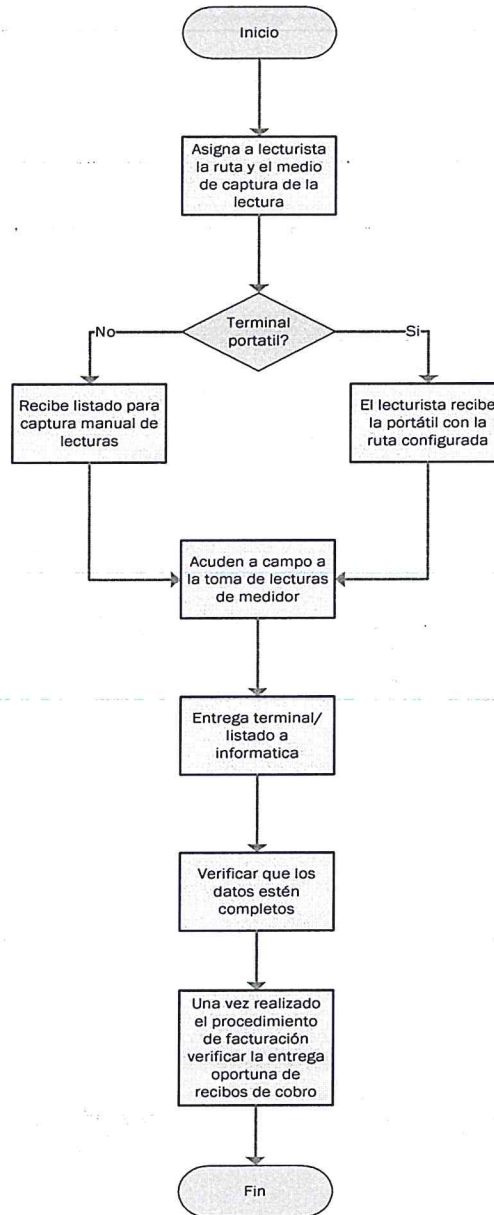 Inicio
Asigna a lecturista
la ruta y el medio
de captura de la
lectura
Terminal
portatil?
No
Si
Recibe listado para
captura manual de
lecturas
El lecturista recibe
la portátil con la
ruta configurada
Acuden a campo a
la toma de lecturas
de medidor
Entrega terminal/
listado a
informatica
Verificar que los
datos estén
completos
Una vez realizado
el procedimiento
de facturación
verificar la entrega
oportuna de
recibos de cobro
Fin